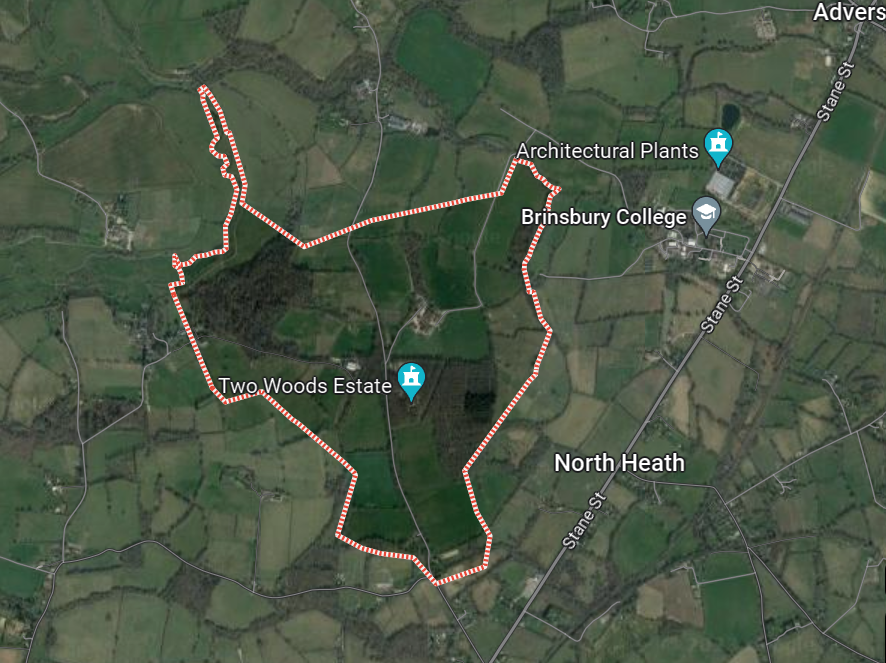 Advers
Stane St
Architectural Plants
Brinsbury College
Stane St
Two Woods Estate
North Heath
Stane St